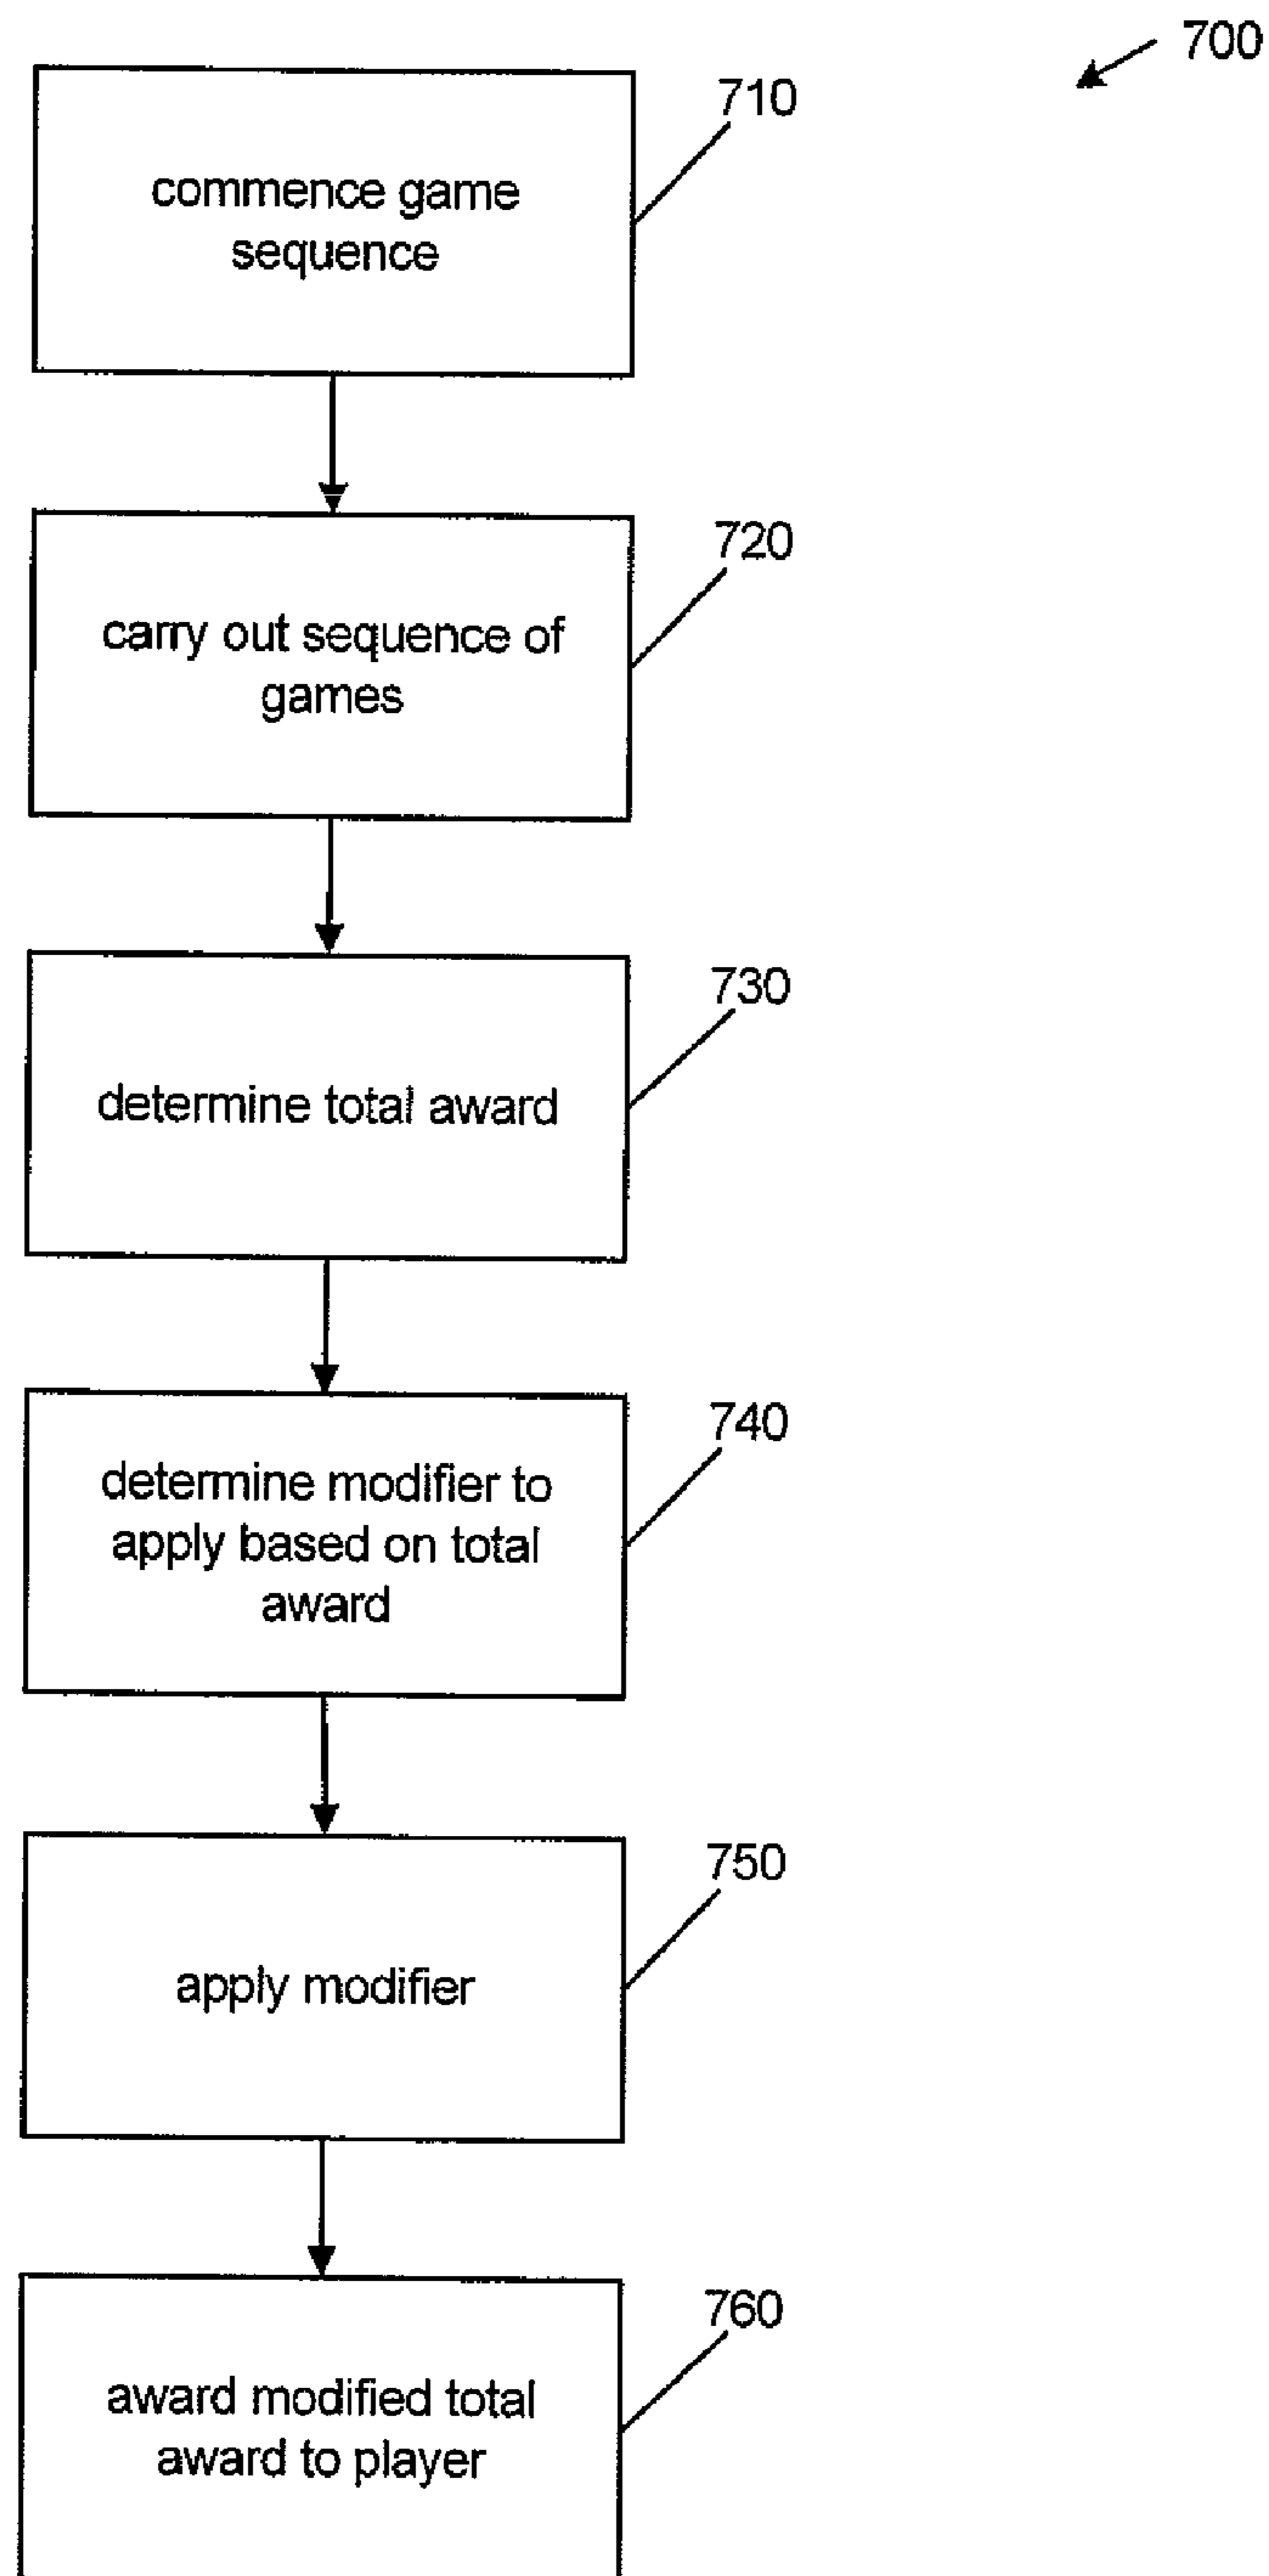 700
710
commence game
sequence
720
carry out sequence of
games
730
determine total award
740
determine modifier to
apply based on total
award
750
apply modifier
760
award modified total
award to player